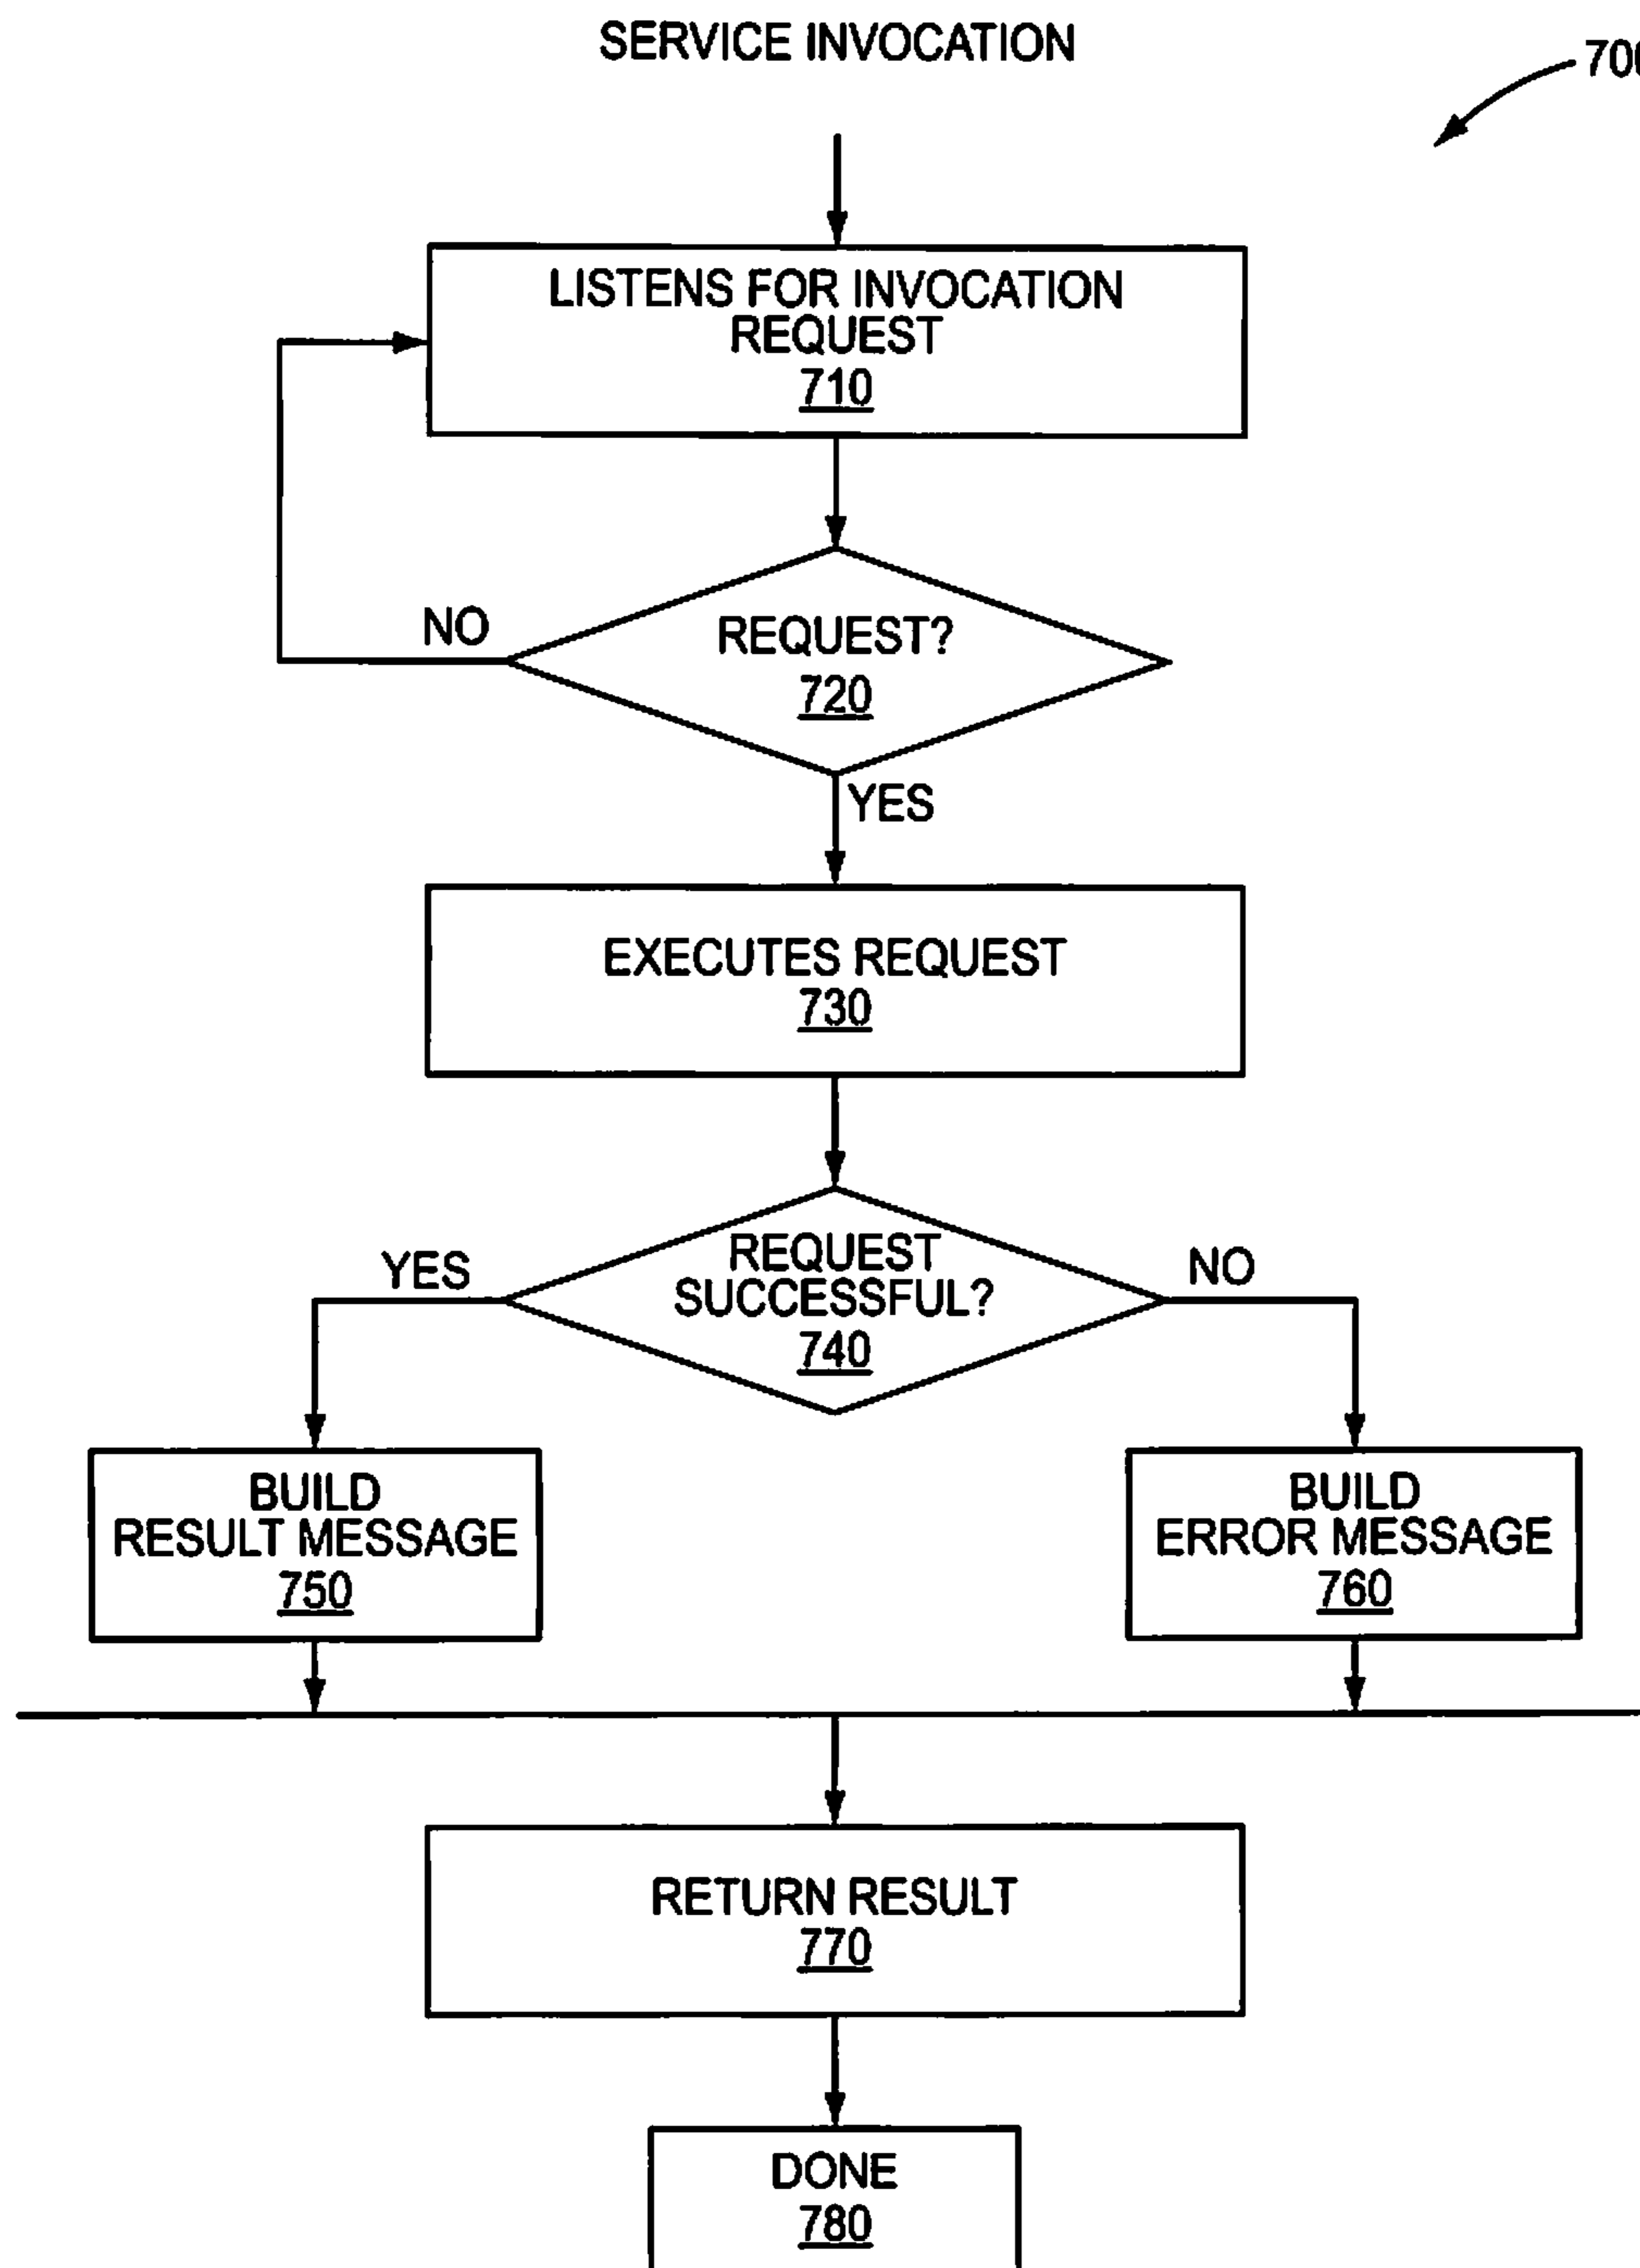 SERVICE INVOCATION
700
LISTENS FOR INVOCATION
REQUEST
710
REQUEST?
720
NO
YES
EXECUTES REQUEST
730
REQUEST
SUCCESSFUL?
740
YES
NO
BUILD
RESULT MESSAGE
750
BUILD
ERROR MESSAGE
760
RETURN RESULT
770
DONE
780